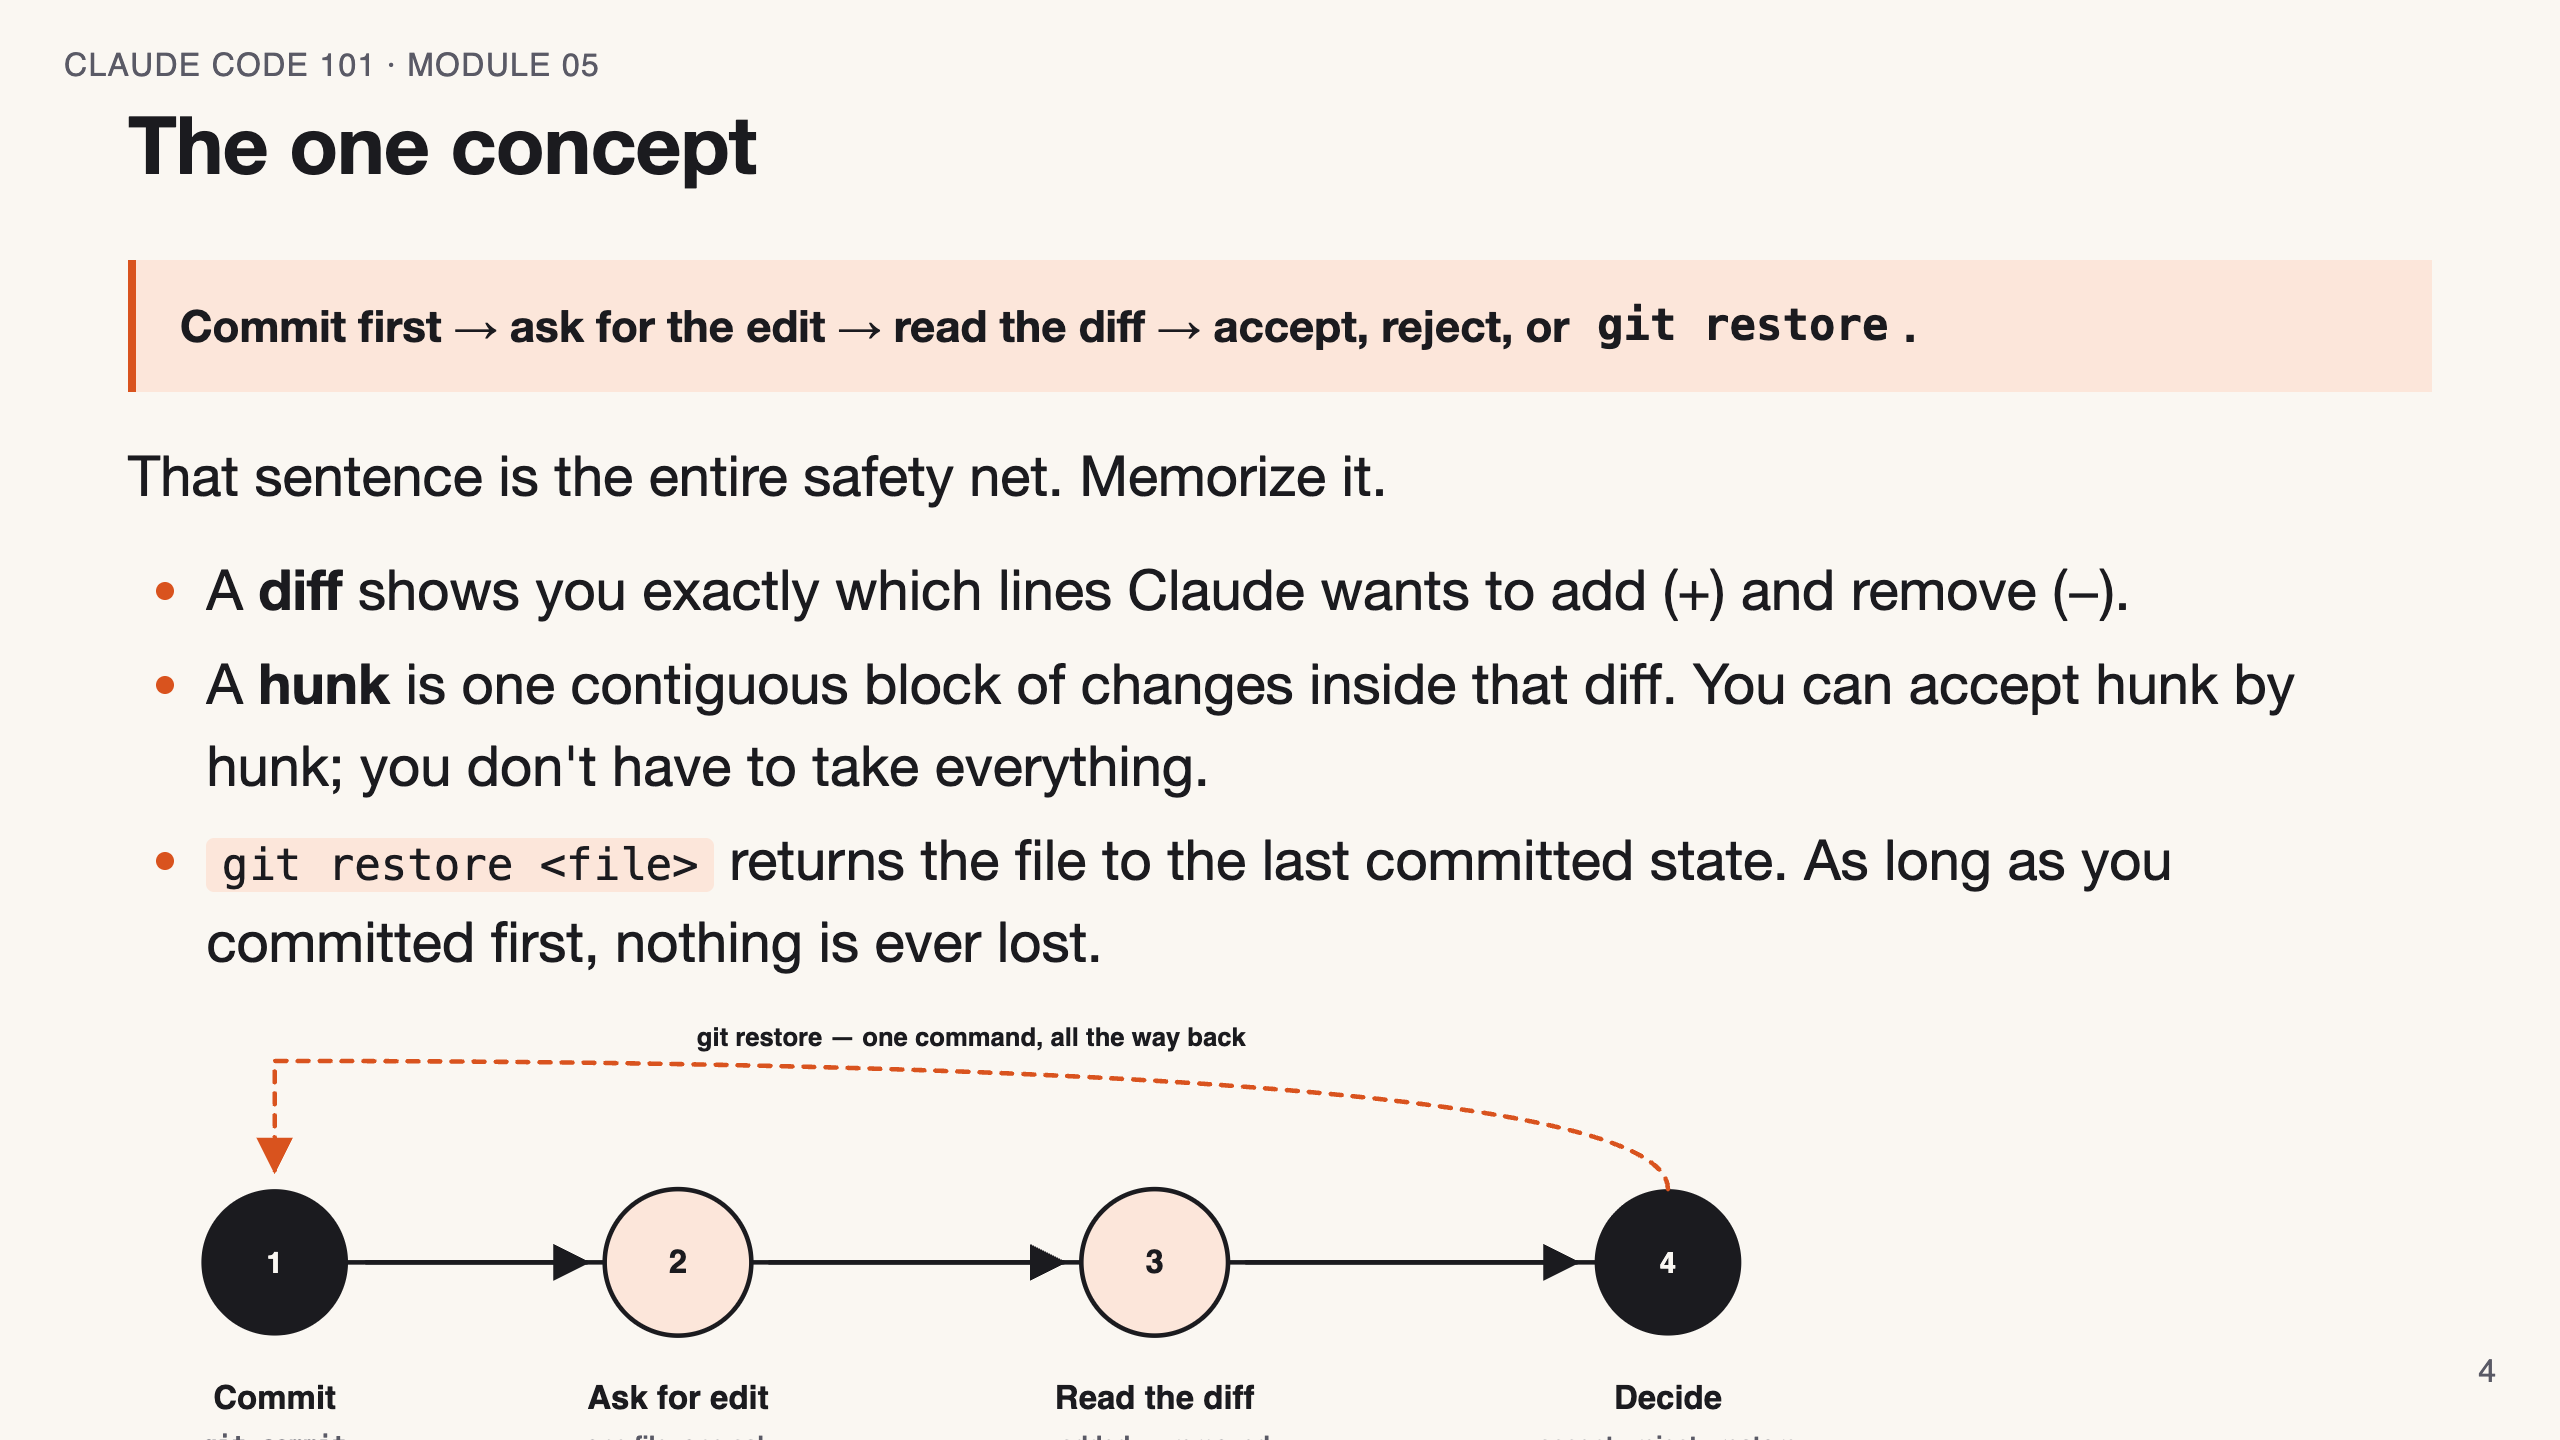 CLAUDE CODE 101 · MODULE 05
The one concept
Commit first → ask for the edit → read the diff → accept, reject, or git restore .
That sentence is the entire safety net. Memorize it.
• A diff shows you exactly which lines Claude wants to add (+) and remove (–).
• A hunk is one contiguous block of changes inside that diff. You can accept hunk by
hunk; you don't have to take everything.
• git restore <file> returns the file to the last committed state. As long as you
committed first, nothing is ever lost.
git restore — one command, all the way back
1 2 3 4
Commit Ask for edit Read the diff Decide
4